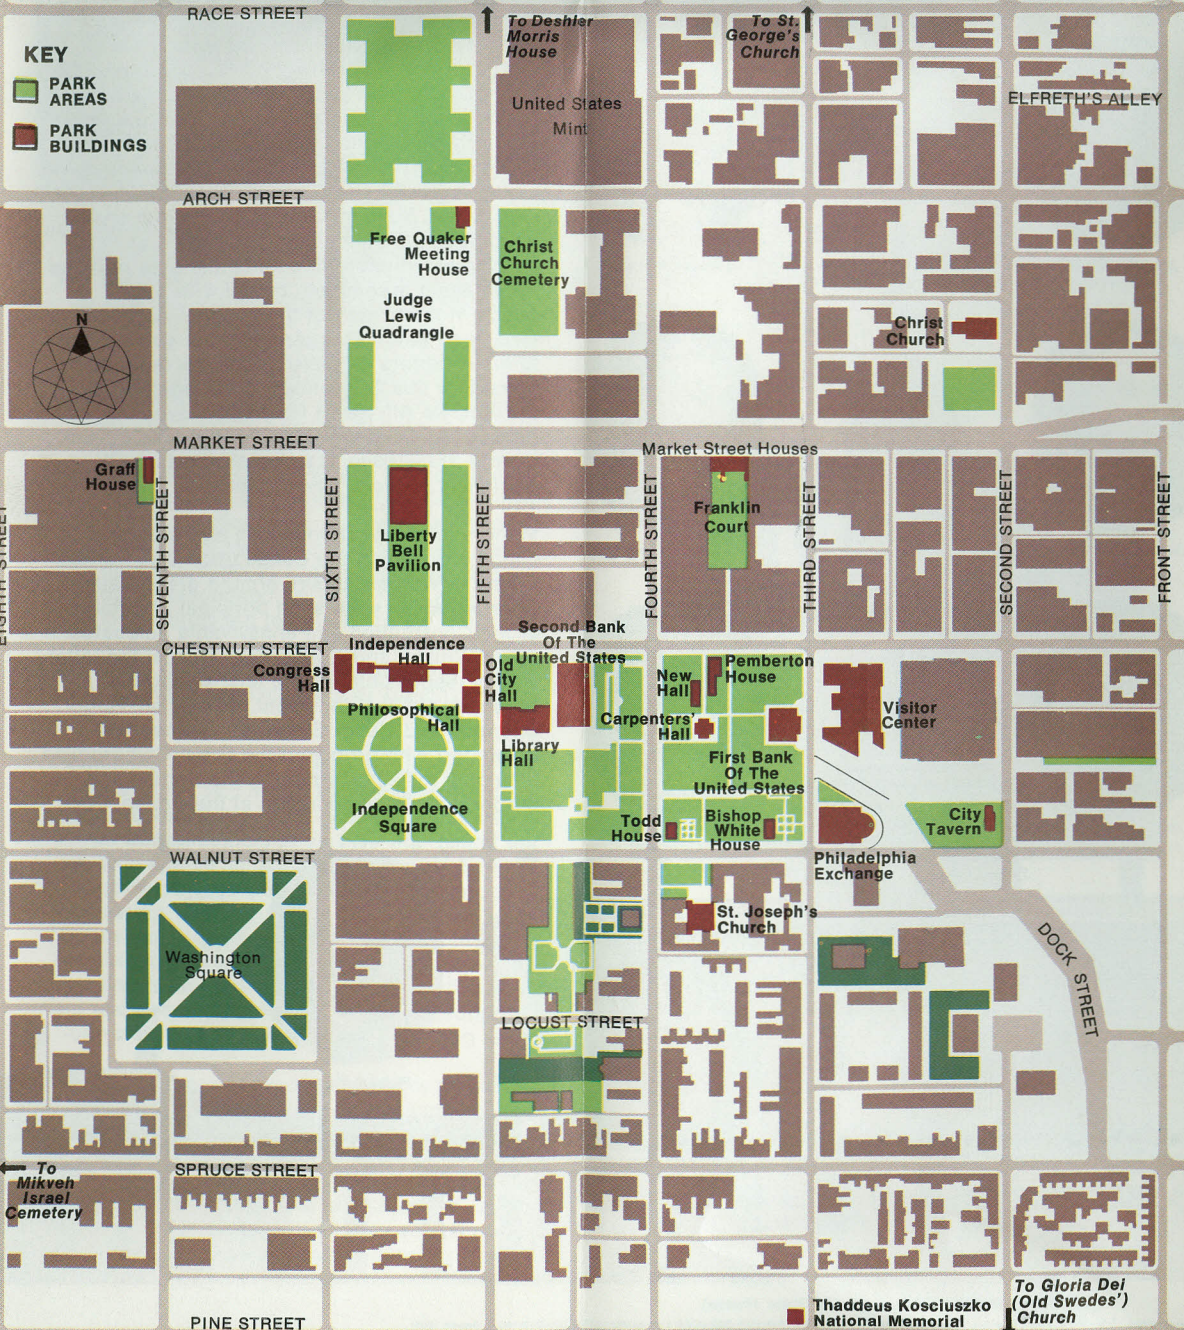 RACE STREET
To Deshler
Morris
House
To St.
George's
Church
KEY
PARK
AREAS
PARK
BUILDINGS
United States
Mint
ELFRETH'S ALLEY
ARCH STREET
Free Quaker
Meeting
House
Christ
Church
Cemetery
Judge
Lewis
Quadrangle
N
Christ
Church
MARKET STREET
Market Street Houses
Graff
House
Franklin
Court
Liberty
Bell
Pavilion
EIGHTH STREET
SEVENTH STREET
SIXTH STREET
FIFTH STREET
FOURTH STREET
THIRD STREET
SECOND STREET
FRONT STREET
CHESTNUT STREET
Independence
Hall
Second Bank
Of The
United States
Congress
Hall
Old
City
Hall
New
Hall
Pemberton
House
Philosophical
Hall
Carpenters'
Hall
Visitor
Center
Library
Hall
First Bank
Of The
United States
Independence
Square
Todd
House
Bishop
White
House
City
Tavern
WALNUT STREET
Philadelphia
Exchange
St. Joseph's
Church
Washington
Square
DOCK STREET
LOCUST STREET
To
Mikveh
Israel
Cemetery
SPRUCE STREET
To Gloria Dei
(Old Swedes')
Church
Thaddeus Kosciuszko
National Memorial
PINE STREET